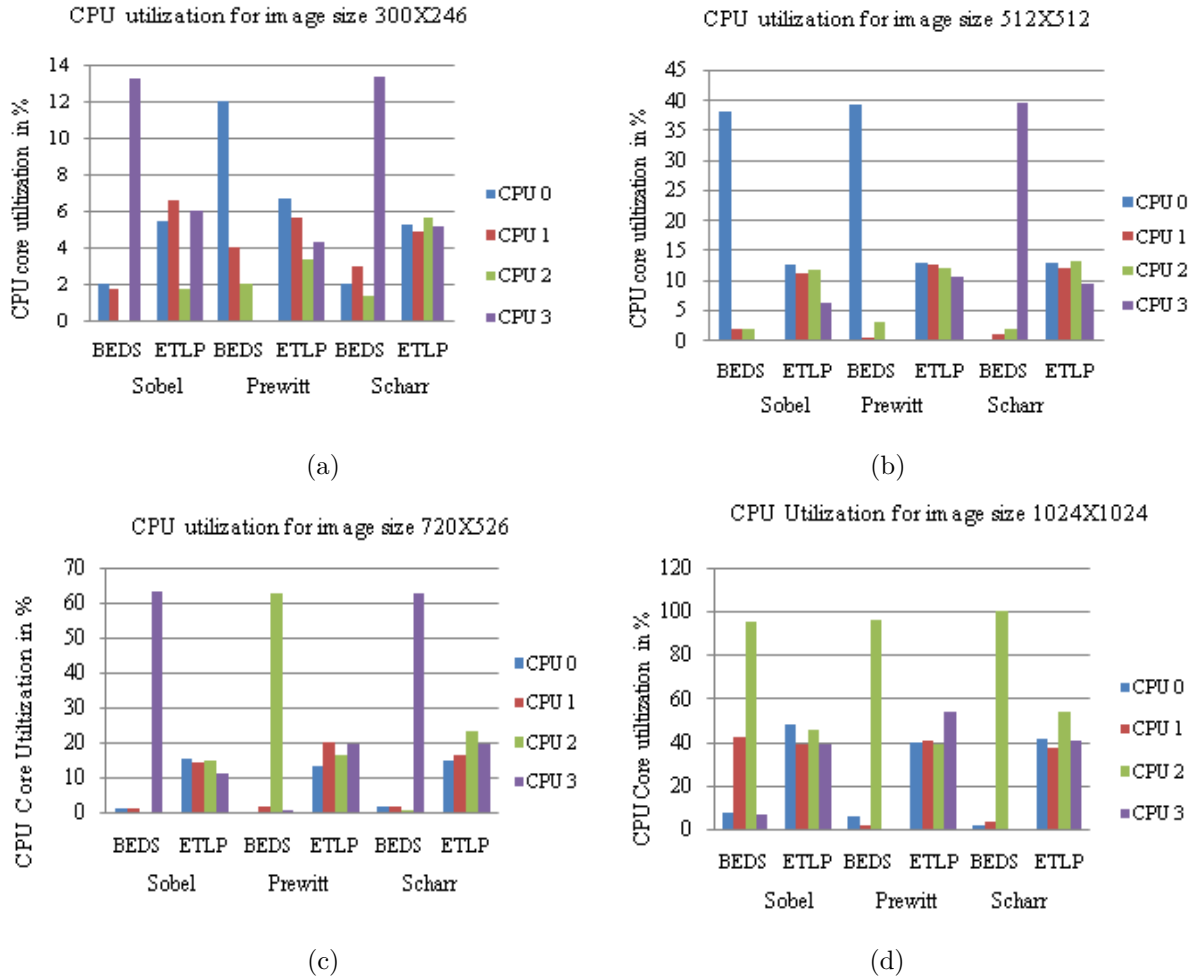 CPU utilization for image size 300X246
CPU core utiltization in %
14
12
10
8
6
4
2
0
BEDS ETLP BEDS ETLP BEDS ETLP
Sobel Prewitt Scharr
CPU 0
CPU 1
CPU 2
CPU 3
(a)
CPU utilization for image size 512X512
CPU core utiltization in %
45
40
35
30
25
20
15
10
5
0
BEDS ETLP BEDS ETLP BEDS ETLP
Sobel Prewitt Scharr
CPU 0
CPU 1
CPU 2
CPU 3
(b)
CPU utilization for image size 720X526
CPU Core Utiltization in %
70
60
50
40
30
20
10
0
BEDS ETLP BEDS ETLP BEDS ETLP
Sobel Prewitt Scharr
CPU 0
CPU 1
CPU 2
CPU 3
(c)
CPU Utilization for image size 1024X1024
CPU Core utiltization in %
120
100
80
60
40
20
0
BEDS ETLP BEDS ETLP BEDS ETLP
Sobel Prewitt Scharr
CPU 0
CPU 1
CPU 2
CPU 3
(d)